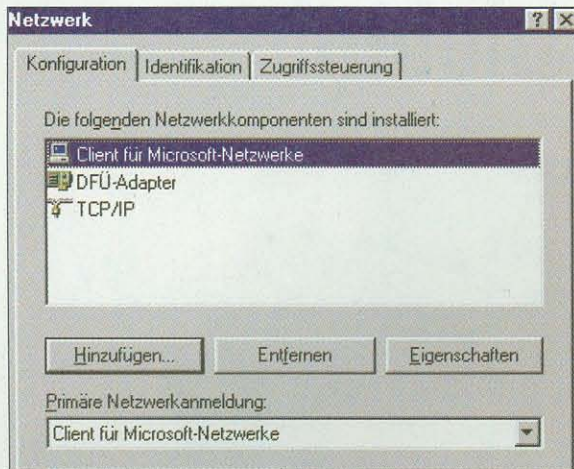 Netzwerk
Konfiguration Identifikation Zugriffssteuerung
Die folgenden Netzwerkkomponenten sind installiert:
Client für Microsoft-Netzwerke
DFÜ-Adapter
TCP/IP
Hinzufügen... Entfernen Eigenschaften
Primäre Netzwerkanmeldung:
Client für Microsoft-Netzwerke